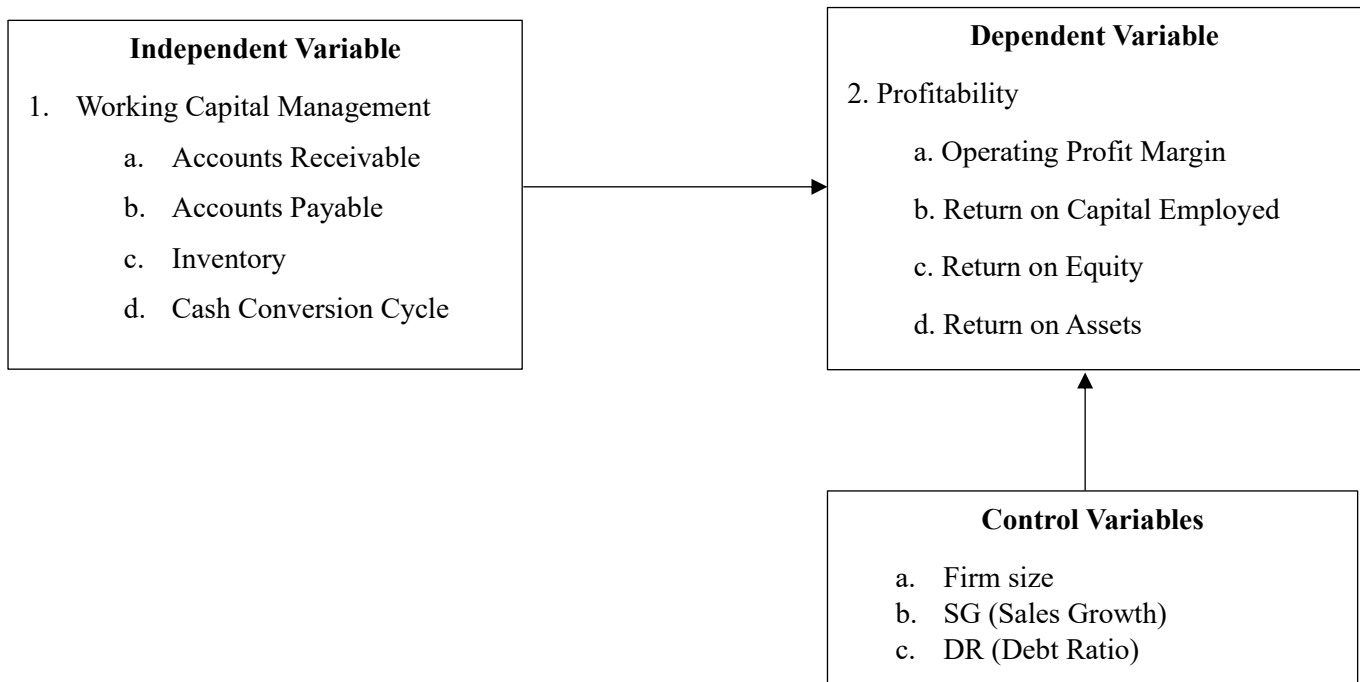 Independent Variable
1. Working Capital Management
a. Accounts Receivable
b. Accounts Payable
c. Inventory
d. Cash Conversion Cycle
Dependent Variable
2. Profitability
a. Operating Profit Margin
b. Return on Capital Employed
c. Return on Equity
d. Return on Assets
Control Variables
a. Firm size
b. SG (Sales Growth)
c. DR (Debt Ratio)